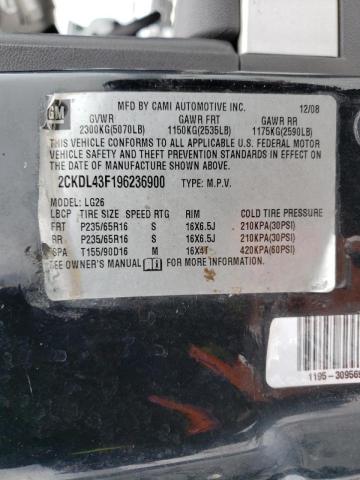 GM
MFD BY CAMI AUTOMOTIVE INC. 12/08
GVWR GAWR FRT GAWR RR
2300KG(5070LB) 1150KG(2535LB) 1175KG(2590LB)
THIS VEHICLE CONFORMS TO ALL APPLICABLE U.S. FEDERAL
MOTOR VEHICLE SAFETY STANDARDS IN EFFECT ON THE DATE OF
MANUFACTURE SHOWN ABOVE.
2CKDL43F196236900 TYPE: M.P.V.
MODEL: LG26
LBCP TIRE SIZE SPEED RTG RIM COLD TIRE PRESSURE
FRT P235/65R16 S 16X6.5J 210KPA(30PSI)
RR P235/65R16 S 16X6.5J 210KPA(30PSI)
SPA T155/90D16 M 16X4T 420KPA(60PSI)
SEE OWNER'S MANUAL FOR MORE INFORMATION.